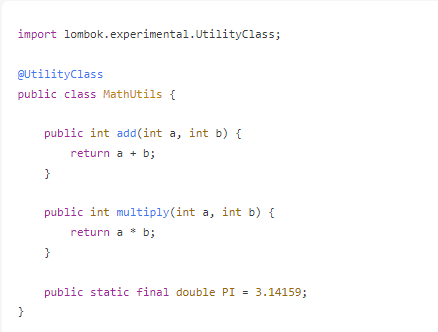 import lombok.experimental.UtilityClass;
@UtilityClass
public class MathUtils {
public int add(int a, int b) {
return a + b;
}
public int multiply(int a, int b) {
return a * b;
}
public static final double PI = 3.14159;
}